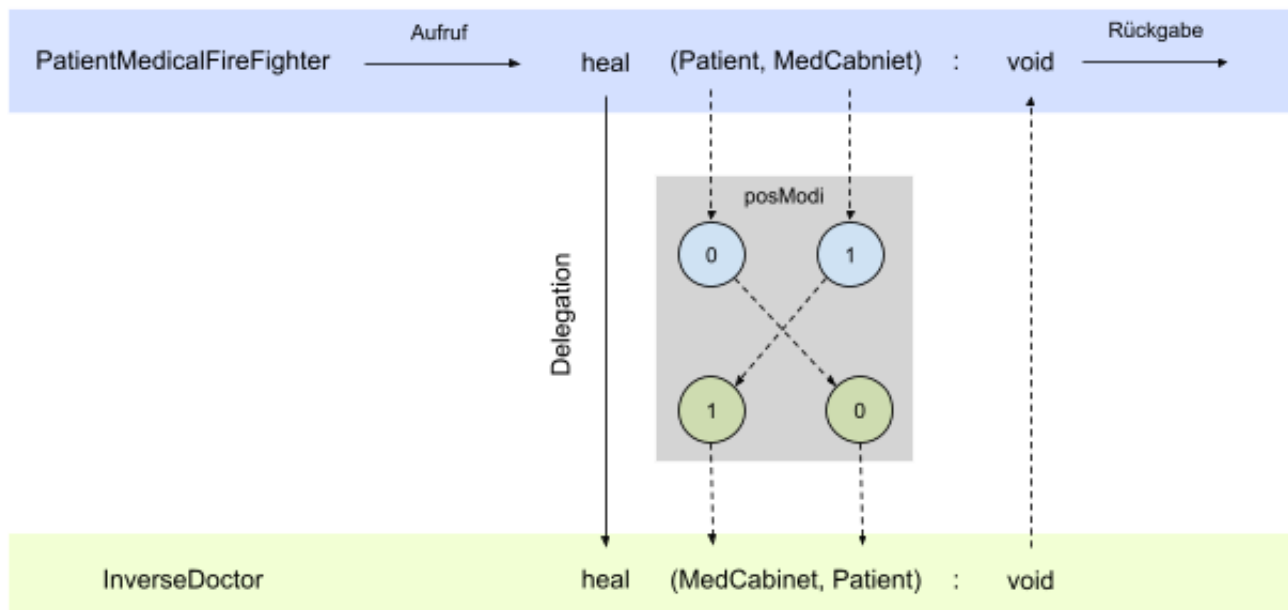 Aufruf
Rückgabe
PatientMedicalFireFighter heal (Patient, MedCabniet) : void
posModi
0 1
Delegation
1 0
InverseDoctor heal (MedCabinet, Patient) : void